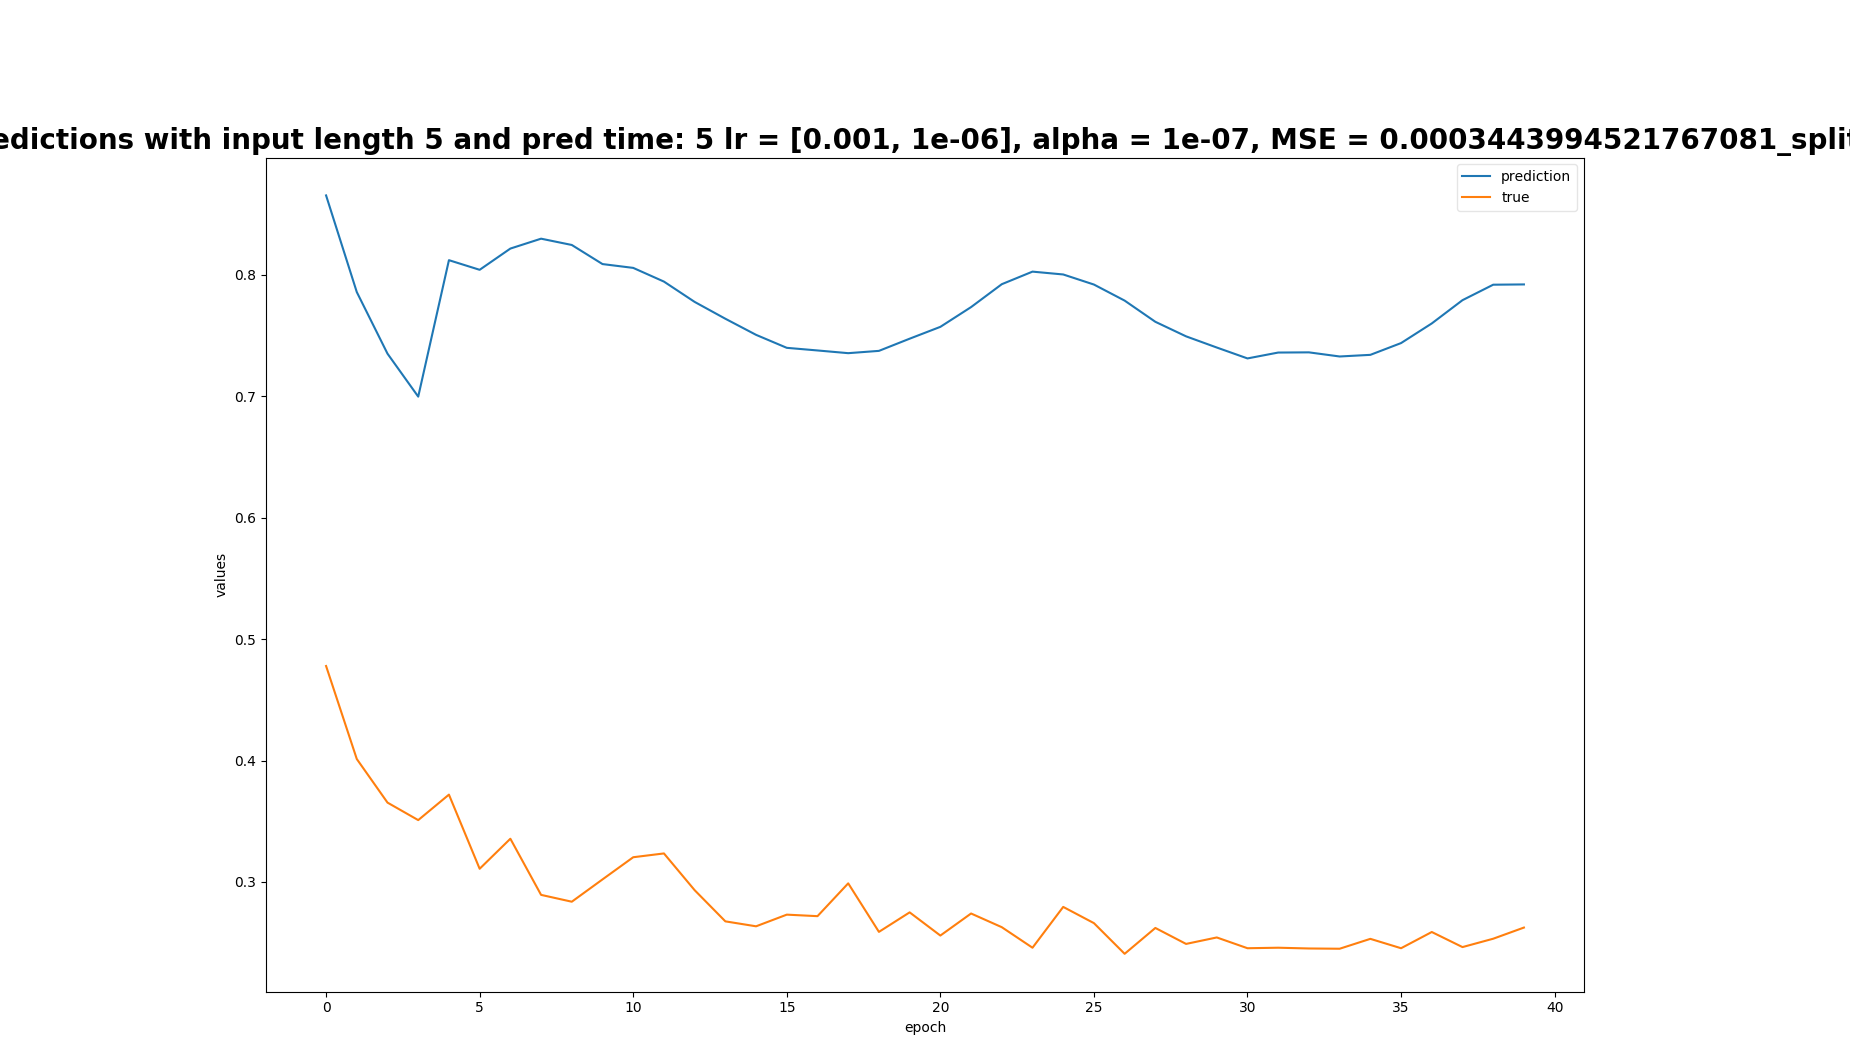 edictions with input length 5 and pred time: 5 lr = [0.001, 1e-06], alpha = 1e-07, MSE = 0.0003443994521767081_split
prediction
true
0.8
0.7
0.6
0.5
0.4
0.3
values
0 5 10 15 20 25 30 35 40
epoch